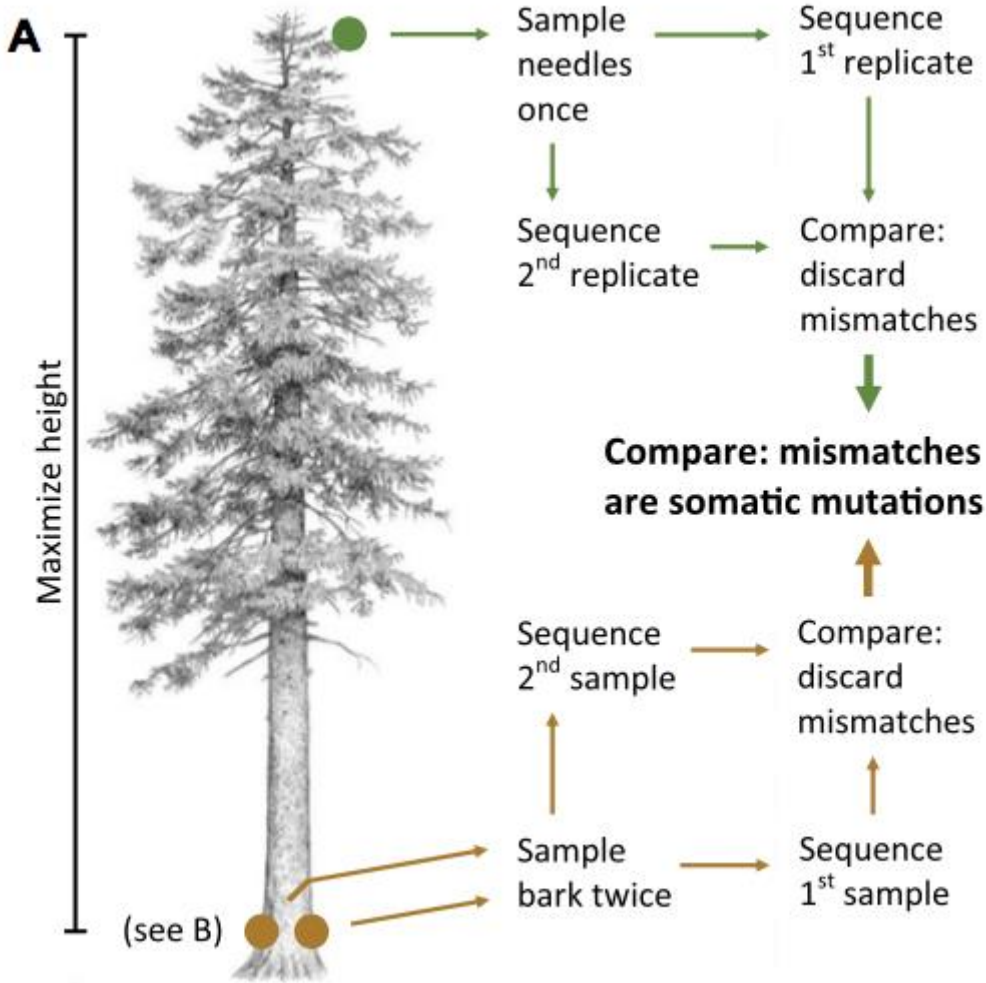 A
Sample
needles
once
Sequence
1st replicate
Sequence
2nd replicate
Compare:
discard
mismatches
Maximize height
Compare: mismatches
are somatic mutations
Sequence
2nd sample
Compare:
discard
mismatches
Sample
bark twice
Sequence
1st sample
(see B)